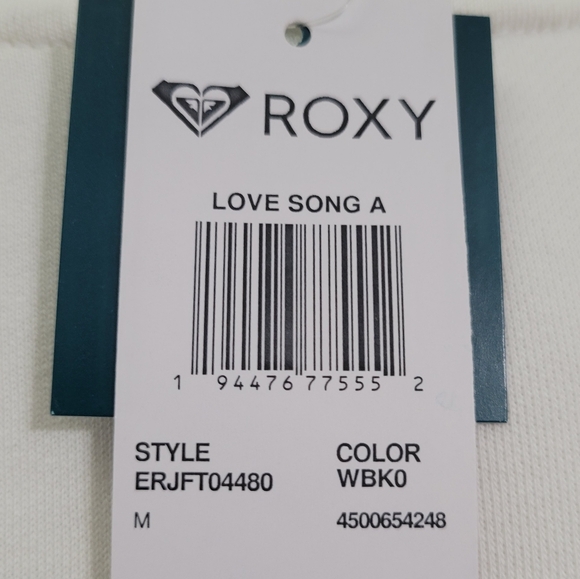 ROXY
LOVE SONG A
1 94476 77555 2
STYLE COLOR
ERJFT04480 WBK0
M 4500654248